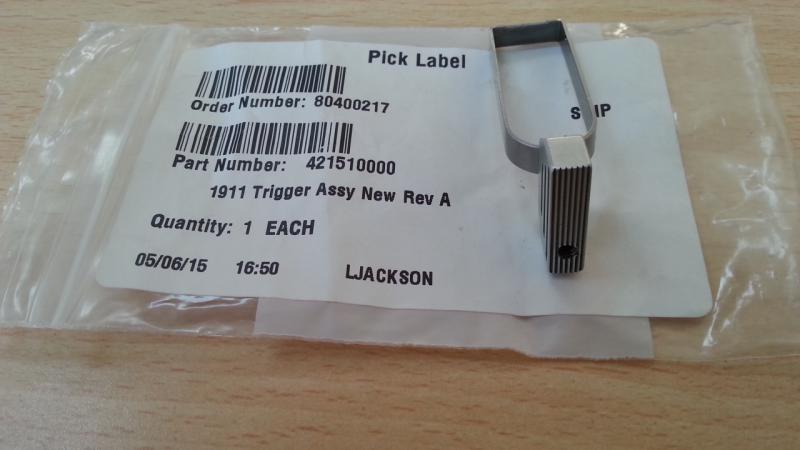 Pick Label
Order Number: 80400217
Part Number: 421510000
1911 Trigger Assy New Rev A
Quantity: 1 EACH
05/06/15 16:50 LJACKSON